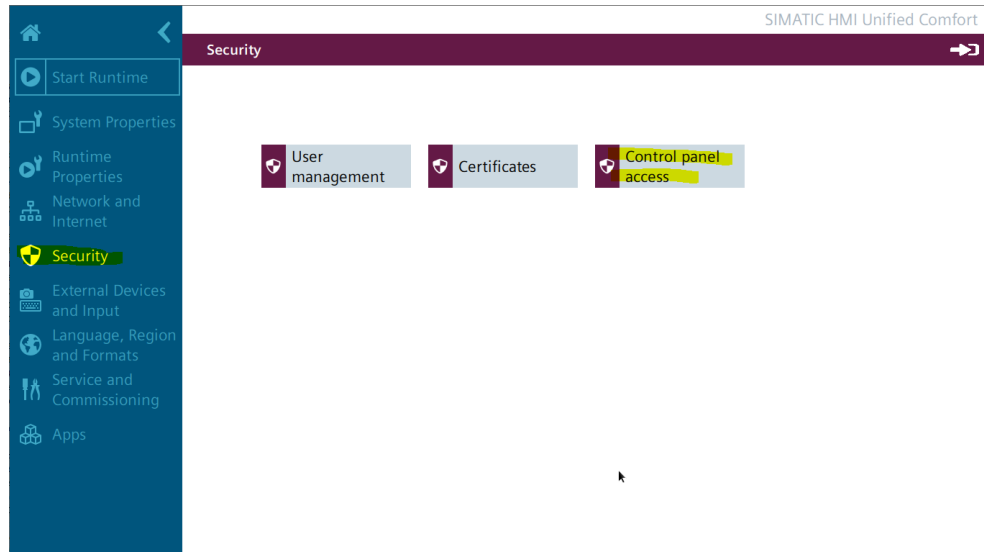 SIMATIC HMI Unified Comfort
Security
Start Runtime
System Properties
Runtime
Properties
Network and
Internet
Security
External Devices
and Input
Language, Region
and Formats
Service and
Commissioning
Apps
User
management
Certificates
Control panel
access